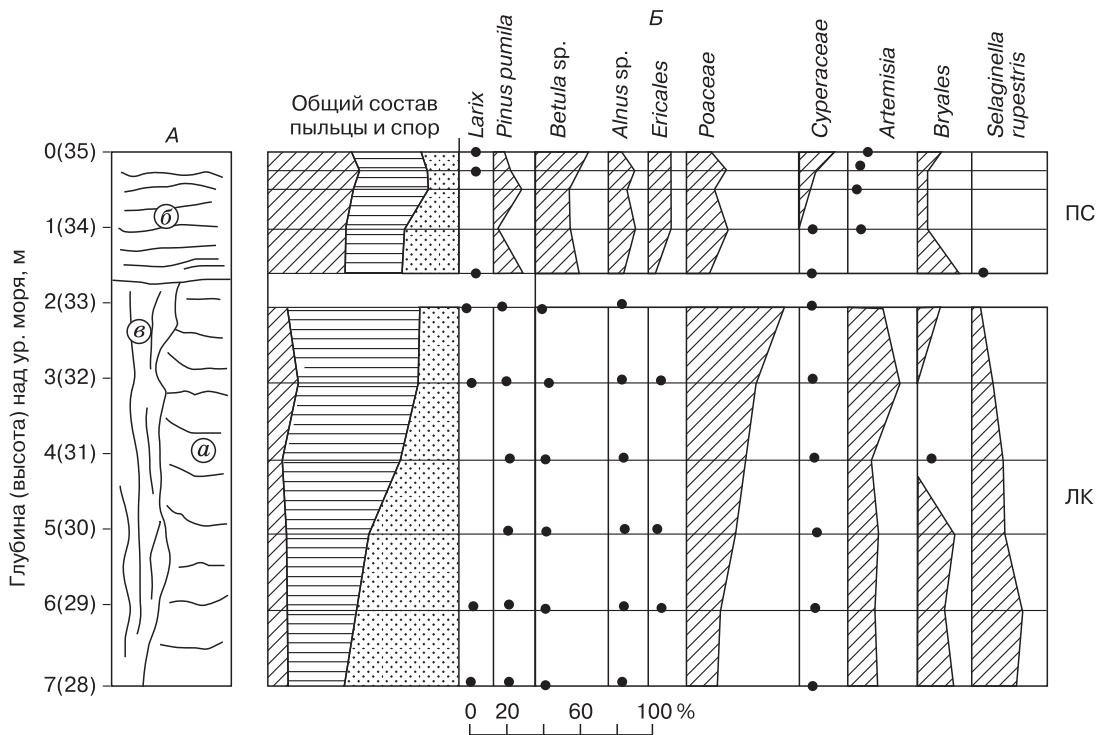 Б
А
Общий состав
пыльцы и спор
Larix
Pinus pumila
Betula sp.
Alnus sp.
Ericales
Poaceae
Cyperaceae
Artemisia
Bryales
Selaginella
rupestris
Глубина (высота) над ур. моря, м
0(35)
1(34)
2(33)
3(32)
4(31)
5(30)
6(29)
7(28)
б
в
а
ПС
ЛК
0 20 60 100 %